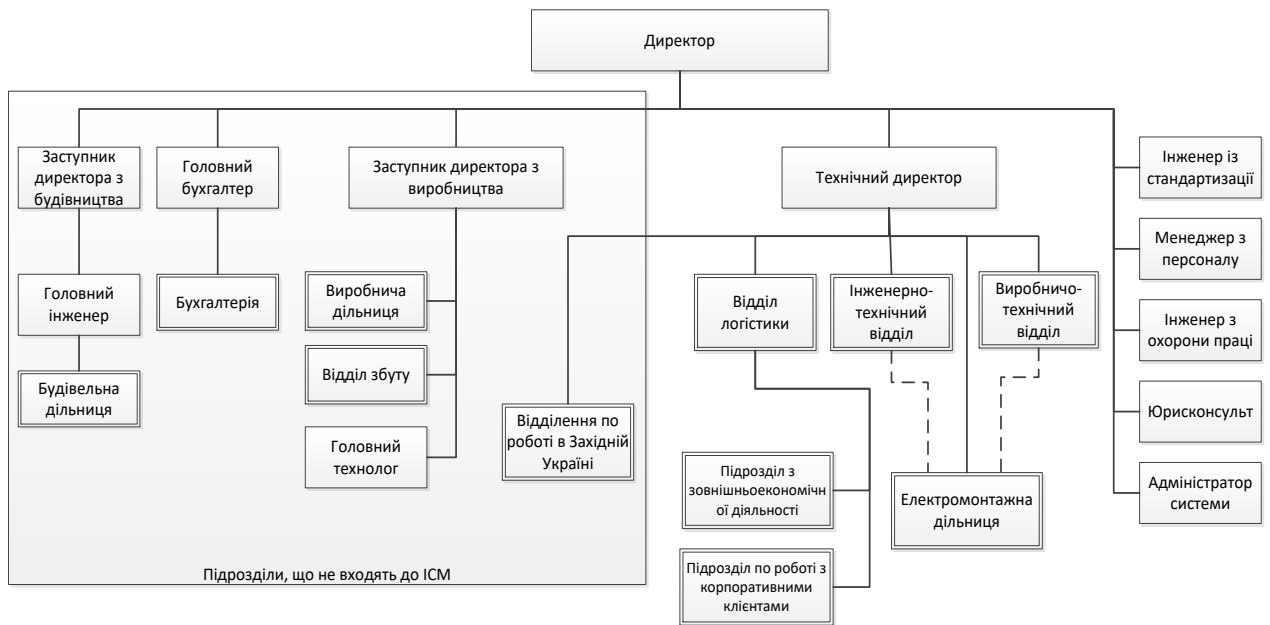 Директор
Заступник
директора з
будівництва
Головний
бухгалтер
Заступник директора з
виробництва
Технічний директор
Інженер із
стандартизації
Менеджер з
персоналу
Інженер з
охорони праці
Юрисконсульт
Адміністратор
системи
Головний
інженер
Бухгалтерія
Виробнича
дільниця
Відділ
логістики
Інженерно-
технічний
відділ
Виробничо-
технічний
відділ
Будівельна
дільниця
Відділ збуту
Головний
технолог
Відділення по
роботі в Західній
Україні
Підрозділ з
зовнішньоекономічн
ої діяльності
Електромонтажна
дільниця
Підрозділ по роботі з
корпоративними
клієнтами
Підрозділи, що не входять до ІСМ